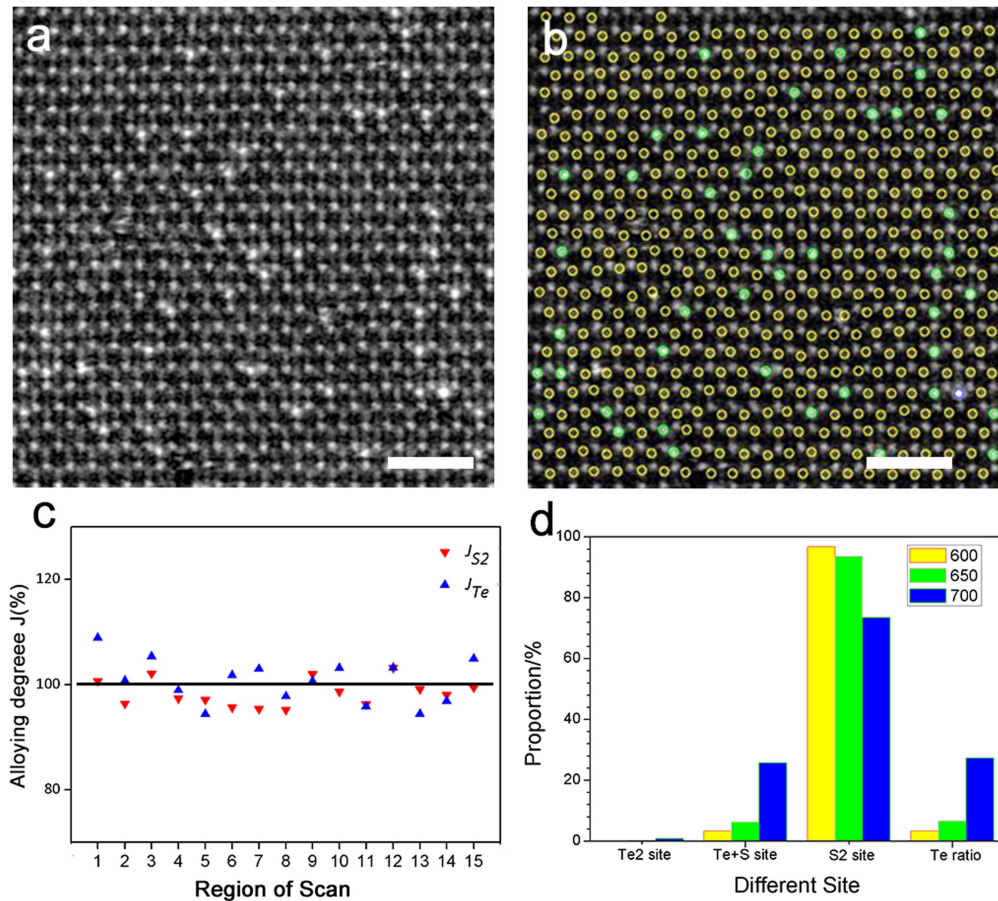 a
b
c
J_S2
J_Te
120
100
80
Alloying degreee J(%)
1 2 3 4 5 6 7 8 9 10 11 12 13 14 15
Region of Scan
d
600
650
700
100
80
60
40
20
0
Proportion/%
Te2 site Te+S site S2 site Te ratio
Different Site